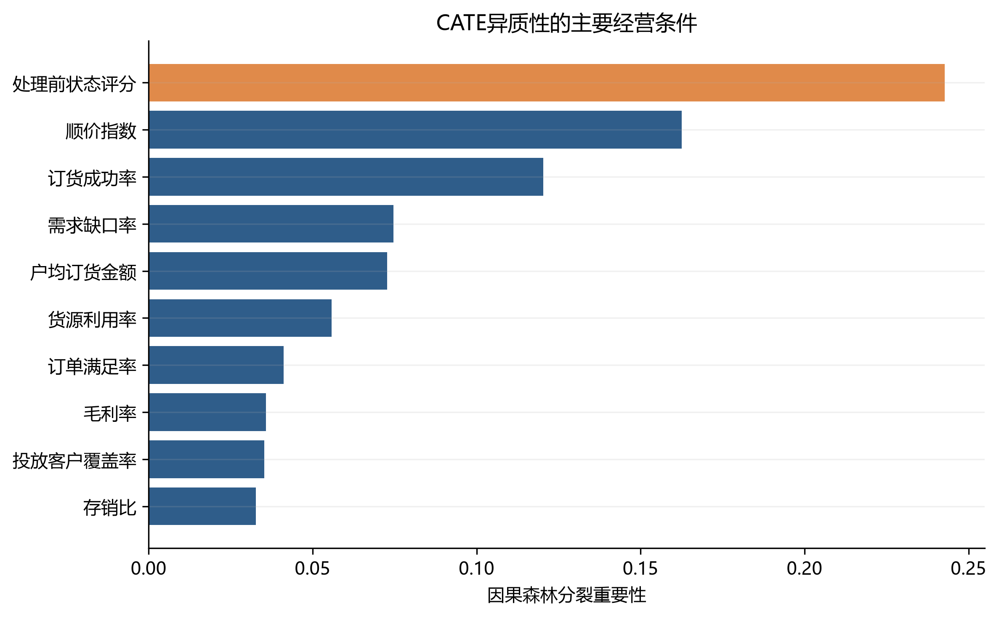 CATE异质性的主要经营条件
处理前状态评分
顺价指数
订货成功率
需求缺口率
户均订货金额
货源利用率
订单满足率
毛利率
投放客户覆盖率
存销比
0.00 0.05 0.10 0.15 0.20 0.25
因果森林分裂重要性